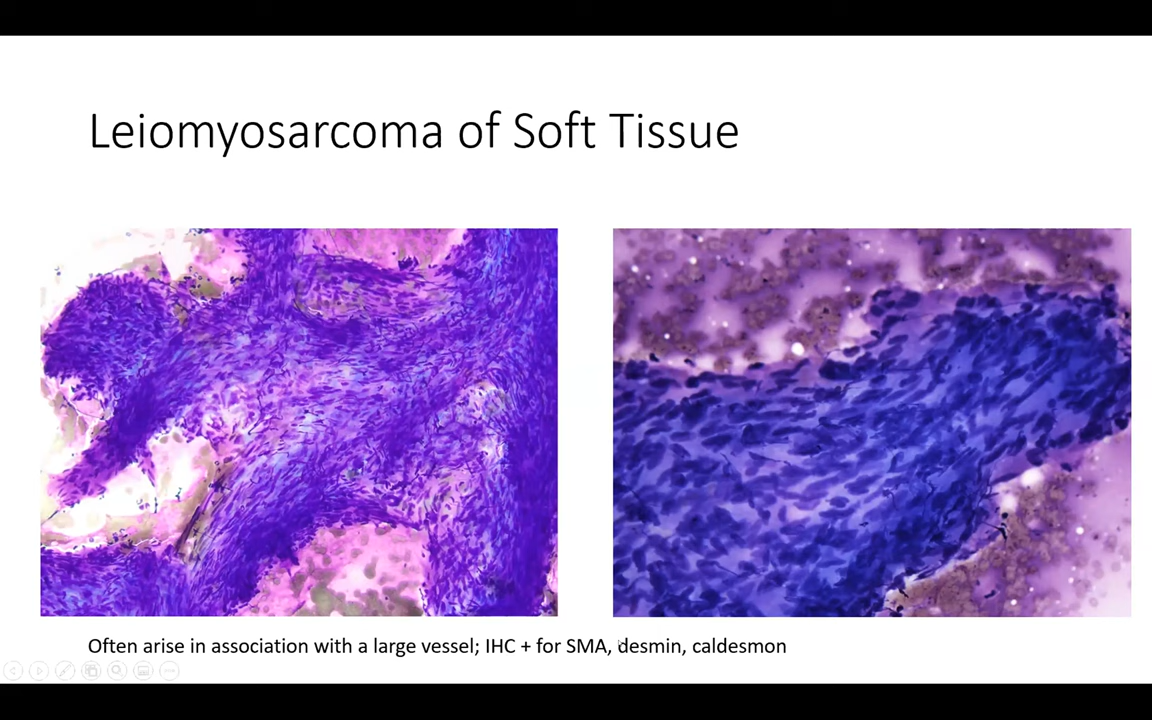 Leiomyosarcoma of Soft Tissue
Often arise in association with a large vessel; IHC + for SMA, desmin, caldesmon